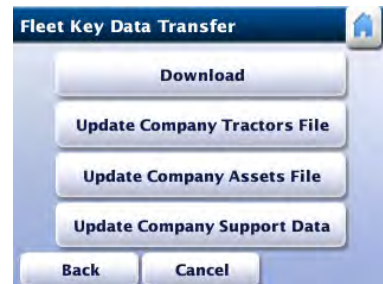 Fleet Key Data Transfer
Download
Update Company Tractors File
Update Company Assets File
Update Company Support Data
Back Cancel